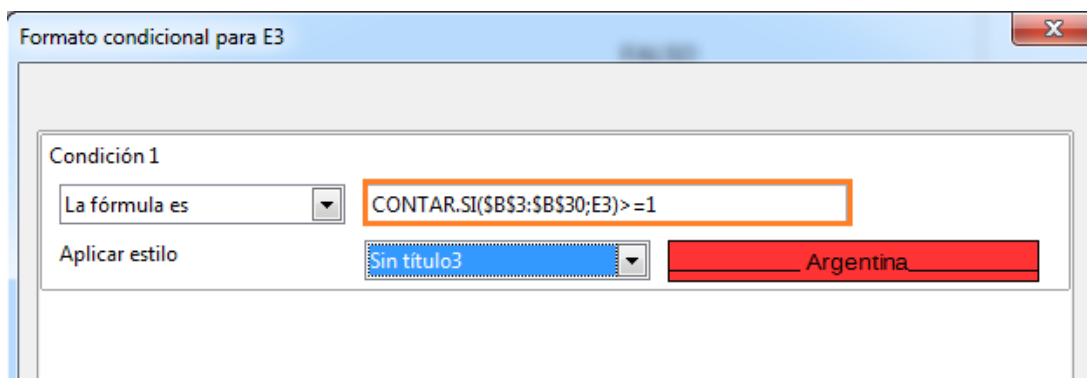 Formato condicional para E3
Condición 1
La fórmula es
CONTAR.SI($B$3:$B$30;E3)>=1
Aplicar estilo
Sin título3
Argentina